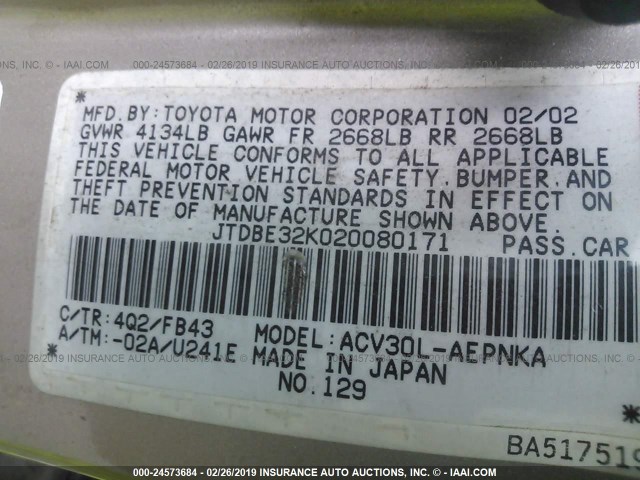 000-24573684 - 02/26/2019 INSURANCE AUTO AUCTIONS, INC. - © IAAI.COM
*
MFD.BY:TOYOTA MOTOR CORPORATION 02/02
GVWR 4134LB GAWR FR 2668LB RR 2668LB
THIS VEHICLE CONFORMS TO ALL APPLICABLE
FEDERAL MOTOR VEHICLE SAFETY,BUMPER,AND
THEFT PREVENTION STANDARDS IN EFFECT ON
THE DATE OF MANUFACTURE SHOWN ABOVE.
JTDBE32K020080171 PASS.CAR
C/TR:4Q2/FB43 MODEL:ACV30L-AEPNKA
A/TM:-02A/U241E MADE IN JAPAN
*
NO.129
*
BA517519
000-24573684 - 02/26/2019 INSURANCE AUTO AUCTIONS, INC. - © IAAI.COM